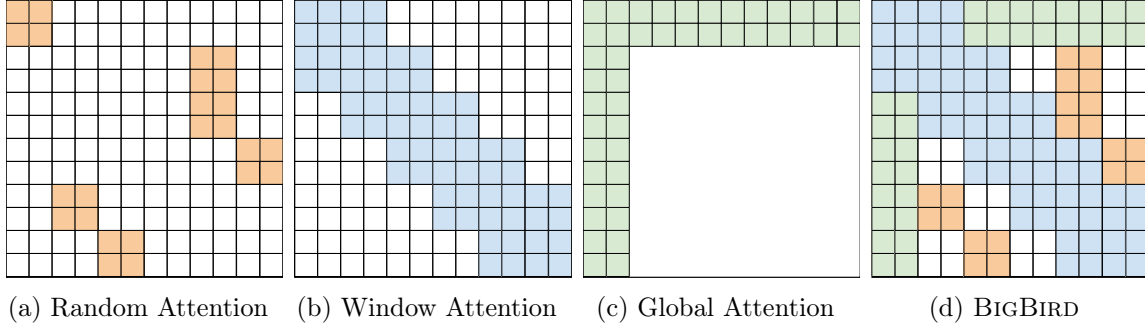 (a) Random Attention
(b) Window Attention
(c) Global Attention
(d) BIGBIRD